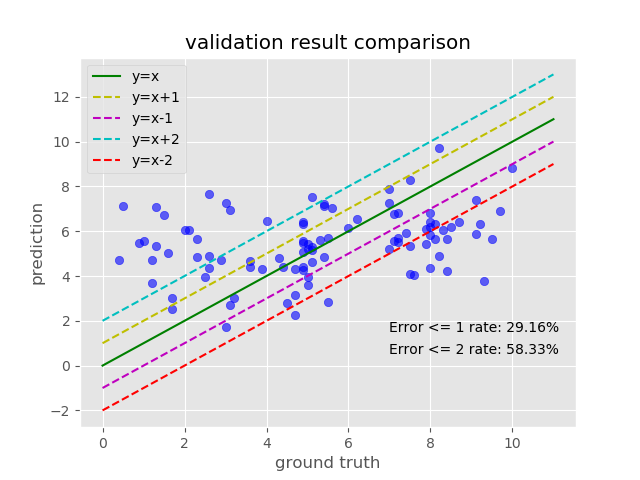 validation result comparison
y=x
y=x+1
y=x-1
y=x+2
y=x-2
12
10
8
6
4
2
0
−2
prediction
Error <= 1 rate: 29.16%
Error <= 2 rate: 58.33%
0 2 4 6 8 10
ground truth